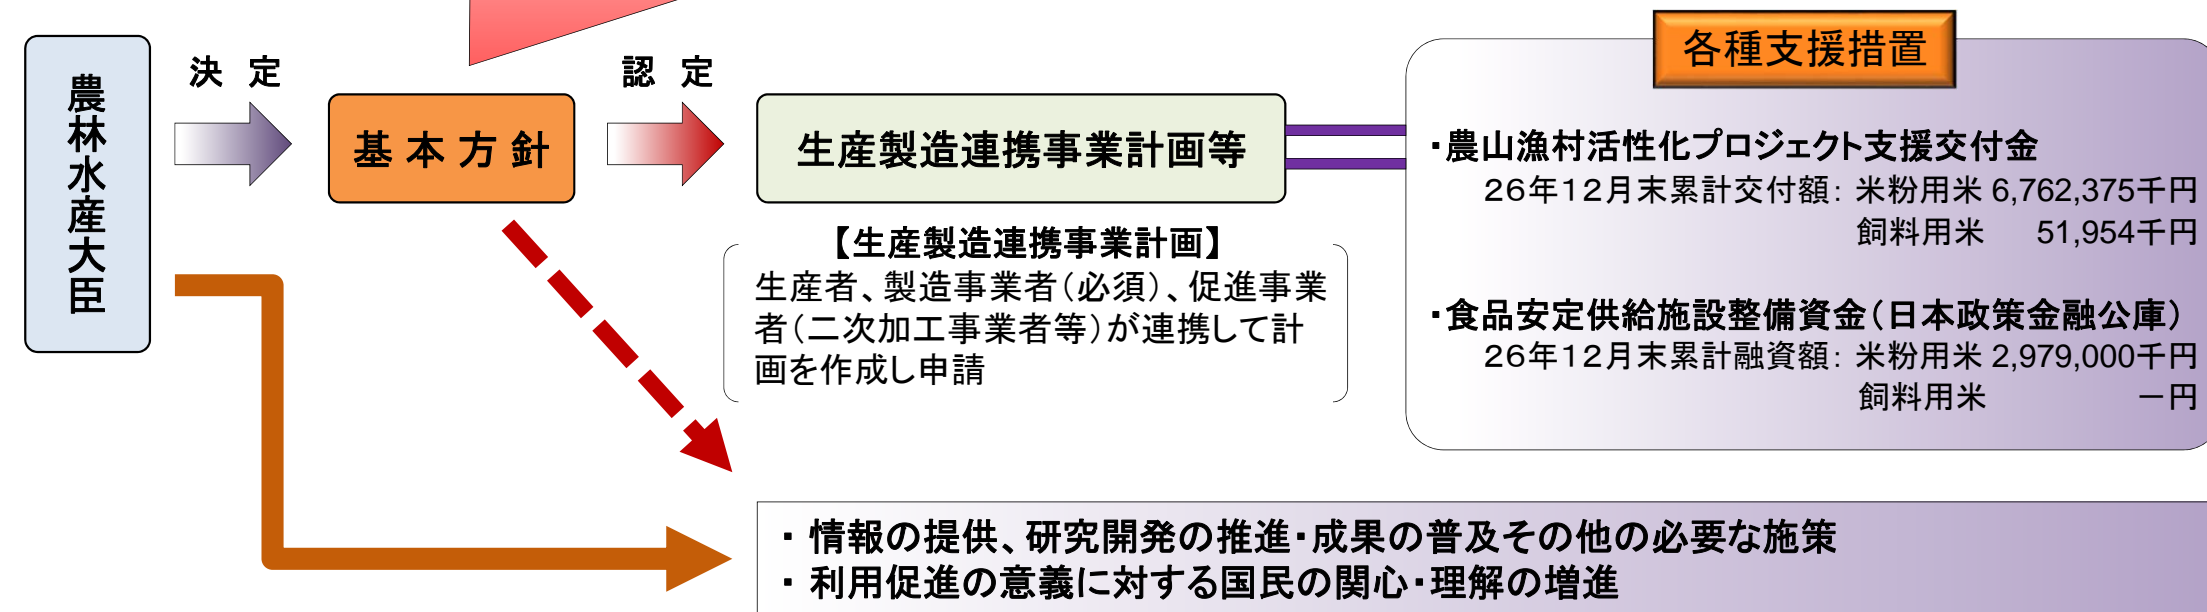 農林水産大臣
決 定
基 本 方 針
認 定
生産製造連携事業計画等
【生産製造連携事業計画】
生産者、製造事業者(必須)、促進事業
者(二次加工事業者等)が連携して計
画を作成し申請
各種支援措置
・農山漁村活性化プロジェクト支援交付金
26年12月末累計交付額: 米粉用米 6,762,375千円
飼料用米 51,954千円
・食品安定供給施設整備資金(日本政策金融公庫)
26年12月末累計融資額: 米粉用米 2,979,000千円
飼料用米 -円
・ 情報の提供、研究開発の推進・成果の普及その他の必要な施策
・ 利用促進の意義に対する国民の関心・理解の増進